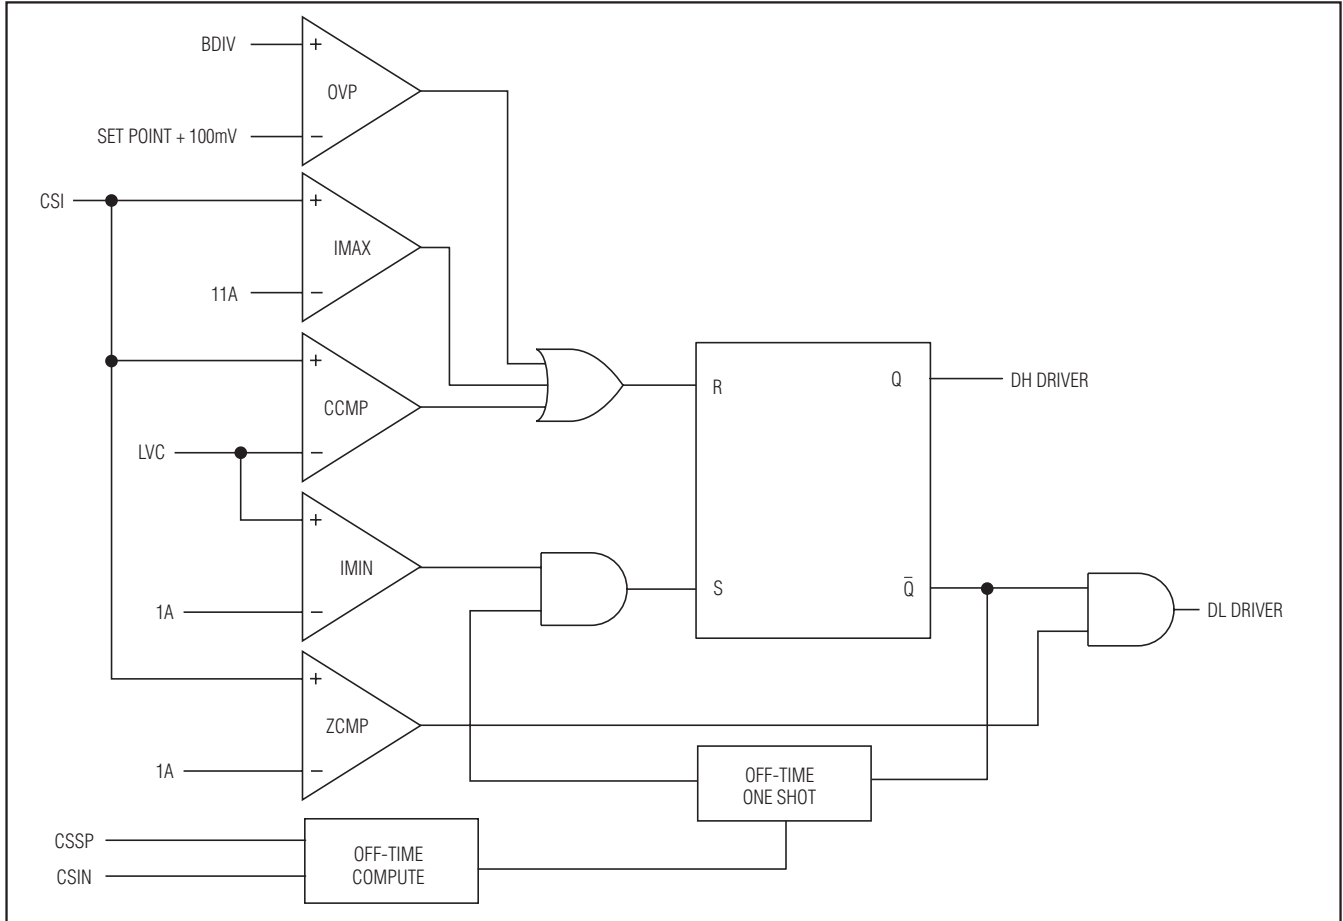 BDIV
+
OVP
SET POINT + 100mV
−
CSI
+
IMAX
11A
−
+
CCMP
LVC
−
+
IMIN
1A
−
+
ZCMP
1A
−
R
Q
DH DRIVER
S
Q̅
DL DRIVER
OFF-TIME
ONE SHOT
CSSP
CSIN
OFF-TIME
COMPUTE